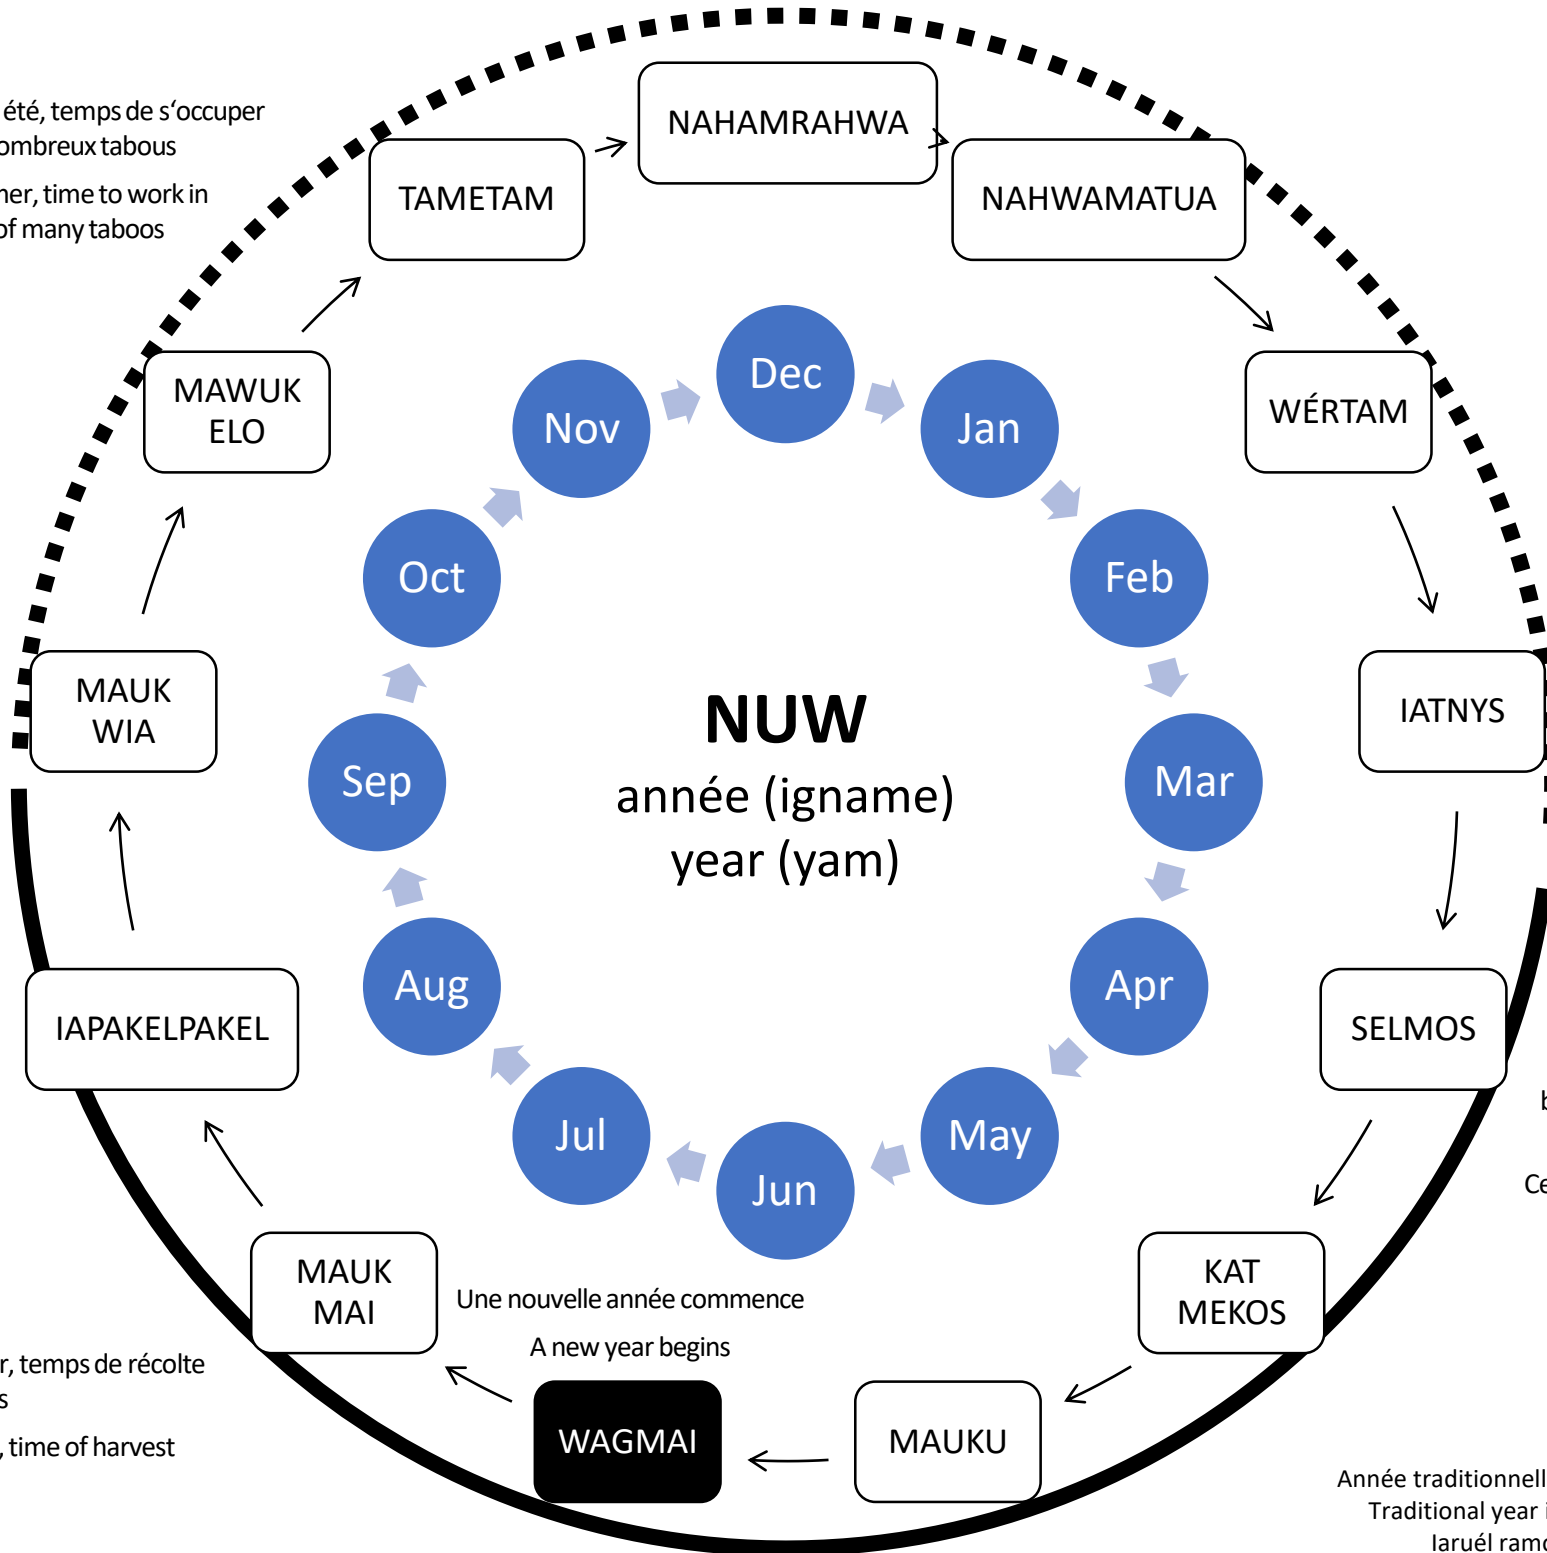 été, temps de s'occuper
ombreux tabous
time to work in
of many taboos
NAHAMRAHWA
TAMETAM
NAHWAMATUA
MAWUK
ELO
WÉRTAM
MAUK
WIA
IATNYS
IAPAKELPAKEL
SELMOS
MAUK
MAI
KAT
MEKOS
WAGMAI
MAUKU
Dec
Jan
Feb
Mar
Apr
May
Jun
Jul
Aug
Sep
Oct
Nov
NUW
année (igname)
year (yam)
Une nouvelle année commence
A new year begins
r, temps de récolte
s
, time of harvest
b
Ce
Année traditionnell
Traditional year i
Iaruél ramo